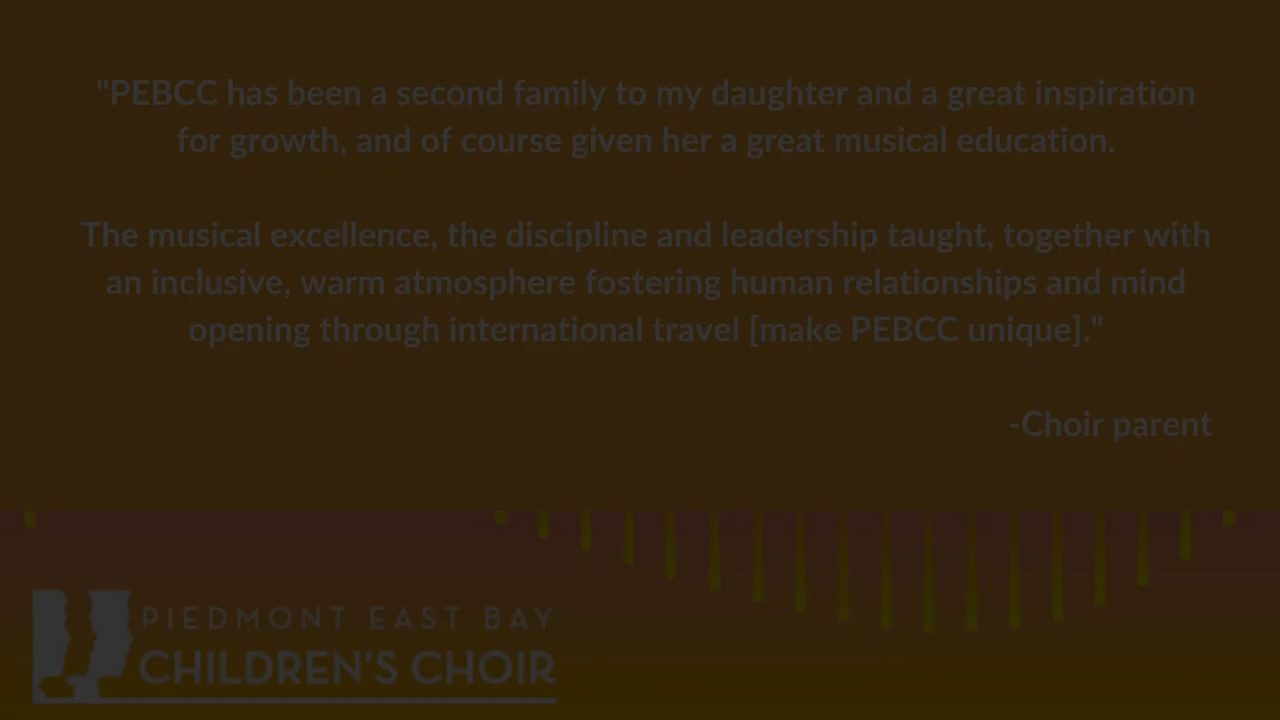 "PEBCC has been a second family to my daughter and a great inspiration
for growth, and of course given her a great musical education.
The musical excellence, the discipline and leadership taught, together with
an inclusive, warm atmosphere fostering human relationships and mind
opening through international travel [make PEBCC unique]."
-Choir parent
PIEDMONT EAST BAY
CHILDREN'S CHOIR